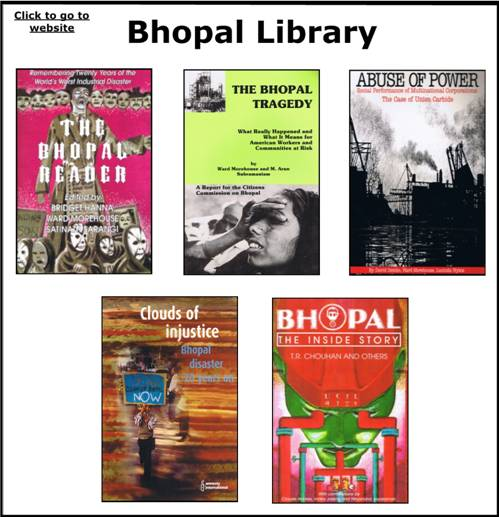 Click to go to
website
Bhopal Library
Remembering Twenty Years of the
World's Worst Industrial Disaster
THE
BHOPAL
READER
Edited by
BRIDGET HANNA
WARD MOREHOUSE
SATINATH SARANGI
THE BHOPAL
TRAGEDY
What Really Happened and
What It Means for
American Workers and
Communities at Risk
by
Ward Morehouse and M. Arun
Subramaniam
A Report for the Citizens
Commission on Bhopal
ABUSE OF POWER
Social Performance of Multinational Corporations:
The Case of Union Carbide
By David Dembo, Ward Morehouse, Lucinda Wykle
Clouds of
injustice
Bhopal
disaster
20 years on
NOW
amnesty
international
BHOPAL
THE INSIDE STORY
T.R. CHOUHAN AND OTHERS
With contributions by